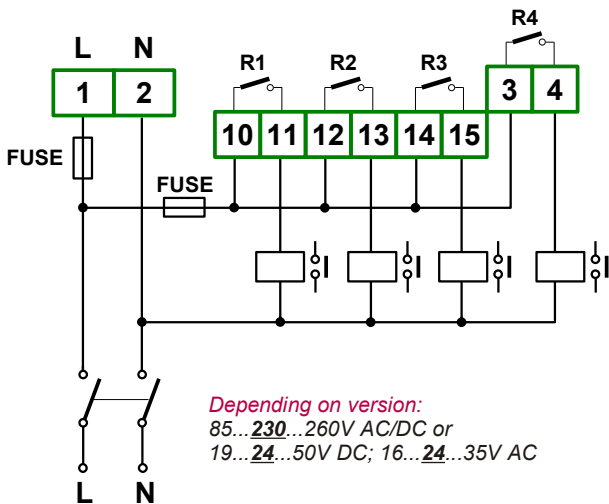 R4
L N
R1 R2 R3
1 2
3 4
10 11 12 13 14 15
FUSE
FUSE
Depending on version:
85...230...260V AC/DC or
19...24...50V DC; 16...24...35V AC
L N